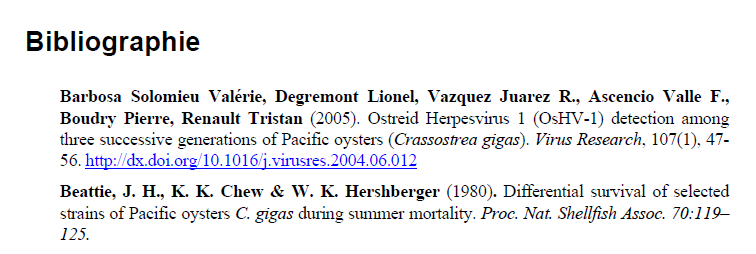 Bibliographie
Barbosa Solomieu Valérie, Degremont Lionel, Vazquez Juarez R., Ascencio Valle F.,
Boudry Pierre, Renault Tristan (2005). Ostreid Herpesvirus 1 (OsHV-1) detection among
three successive generations of Pacific oysters (Crassostrea gigas). Virus Research, 107(1), 47-
56. http://dx.doi.org/10.1016/j.virusres.2004.06.012
Beattie, J. H., K. K. Chew & W. K. Hershberger (1980). Differential survival of selected
strains of Pacific oysters C. gigas during summer mortality. Proc. Nat. Shellfish Assoc. 70:119–
125.